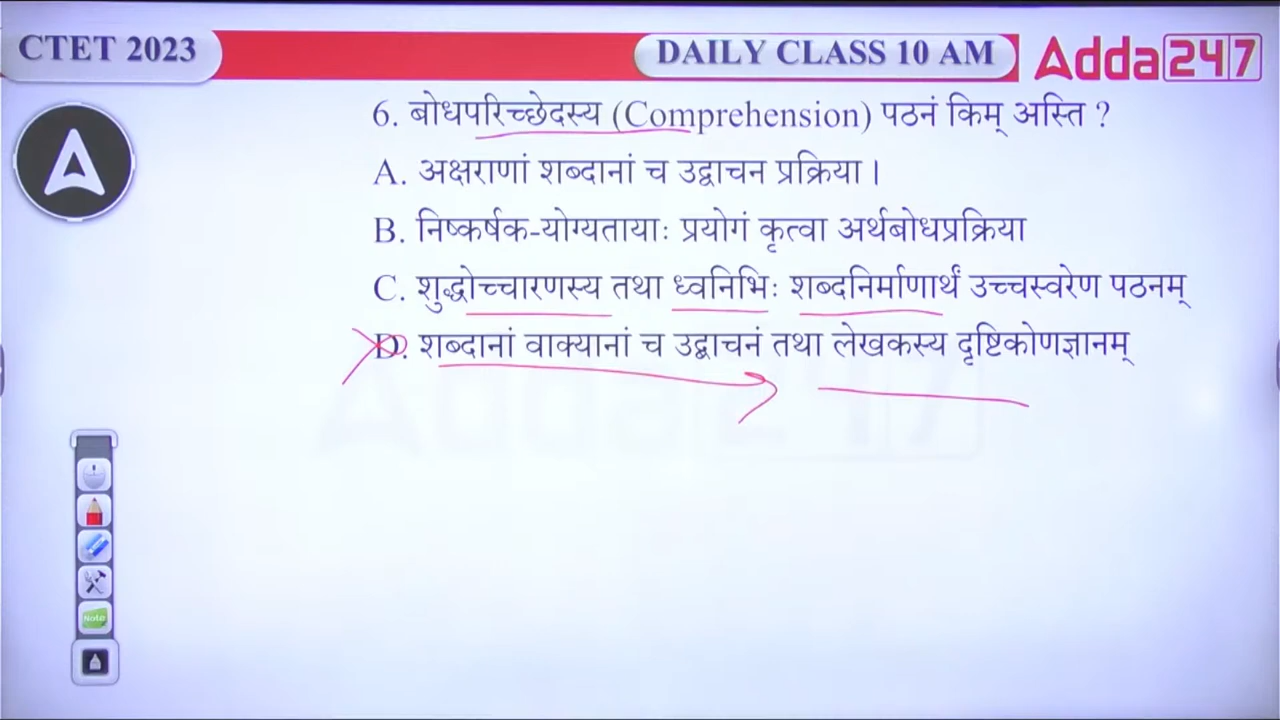 CTET 2023
DAILY CLASS 10 AM
Adda247
6. बोधपरिच्छेदस्य (Comprehension) पठनं किम् अस्ति ?
A. अक्षराणां शब्दानां च उद्वाचन प्रक्रिया ।
B. निष्कर्षक-योग्यतायाः प्रयोगं कृत्वा अर्थबोधप्रक्रिया
C. शुद्धोच्चारणस्य तथा ध्वनिभिः शब्दनिर्माणार्थं उच्चस्वरेण पठनम्
D. शब्दानां वाक्यानां च उद्वाचनं तथा लेखकस्य दृष्टिकोणज्ञानम्
Adda247
Note